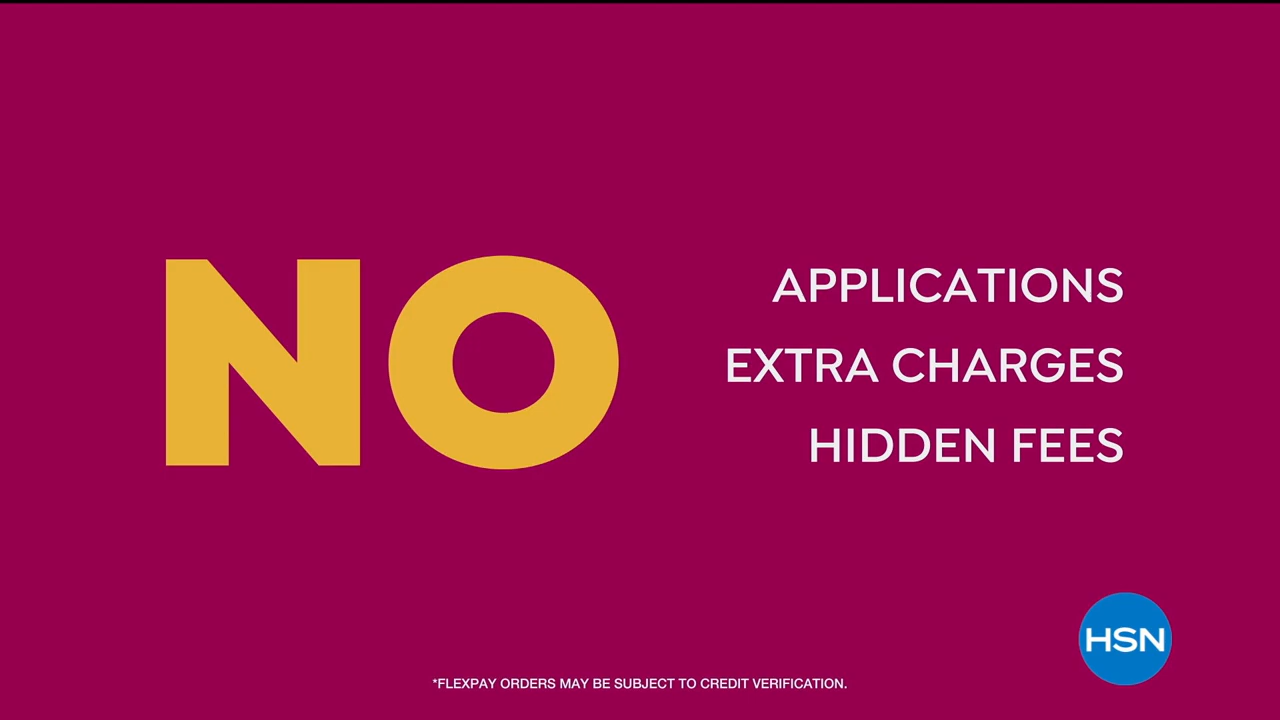 NO
APPLICATIONS
EXTRA CHARGES
HIDDEN FEES
HSN
*FLEXPAY ORDERS MAY BE SUBJECT TO CREDIT VERIFICATION.